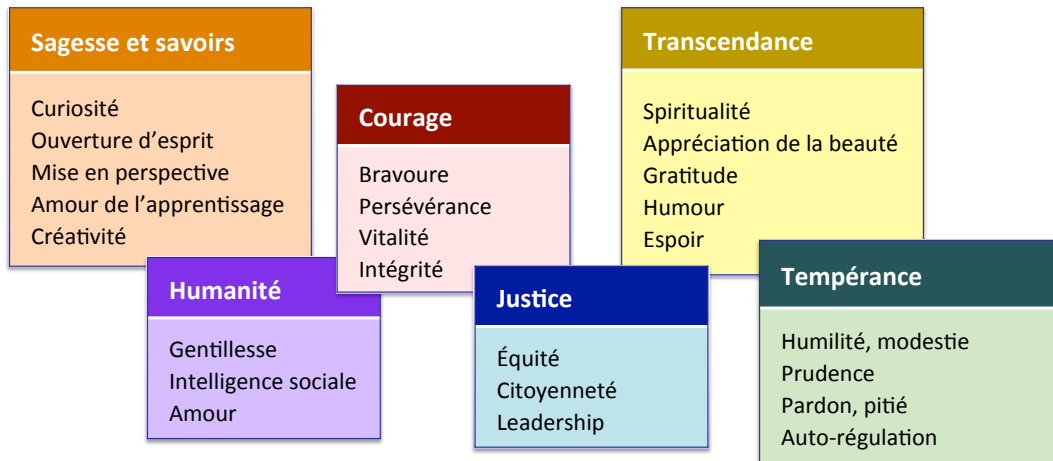 Sagesse et savoirs
Curiosité
Ouverture d’esprit
Mise en perspective
Amour de l’apprentissage
Créativité
Courage
Bravoure
Persévérance
Vitalité
Intégrité
Transcendance
Spiritualité
Appréciation de la beauté
Gratitude
Humour
Espoir
Humanité
Gentillesse
Intelligence sociale
Amour
Justice
Équité
Citoyenneté
Leadership
Tempérance
Humilité, modestie
Prudence
Pardon, pitié
Auto-régulation